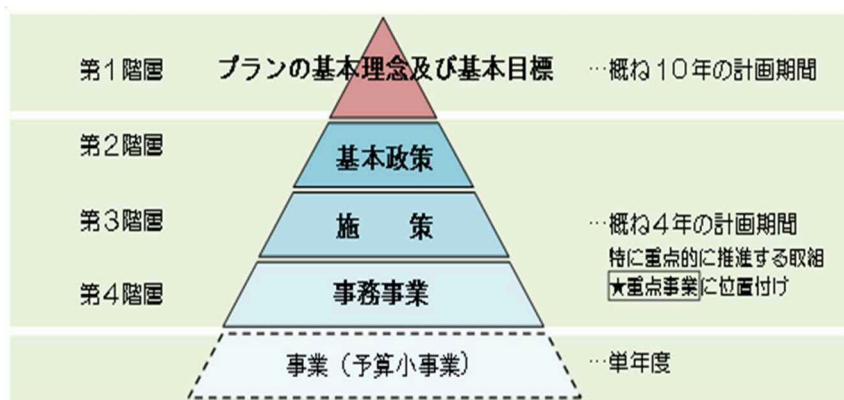 第1階層 プランの基本理念及び基本目標 …概ね10年の計画期間
第2階層 基本政策
第3階層 施　策 …概ね4年の計画期間
特に重点的に推進する取組
第4階層 事務事業 ★重点事業に位置付け
事業（予算小事業） …単年度